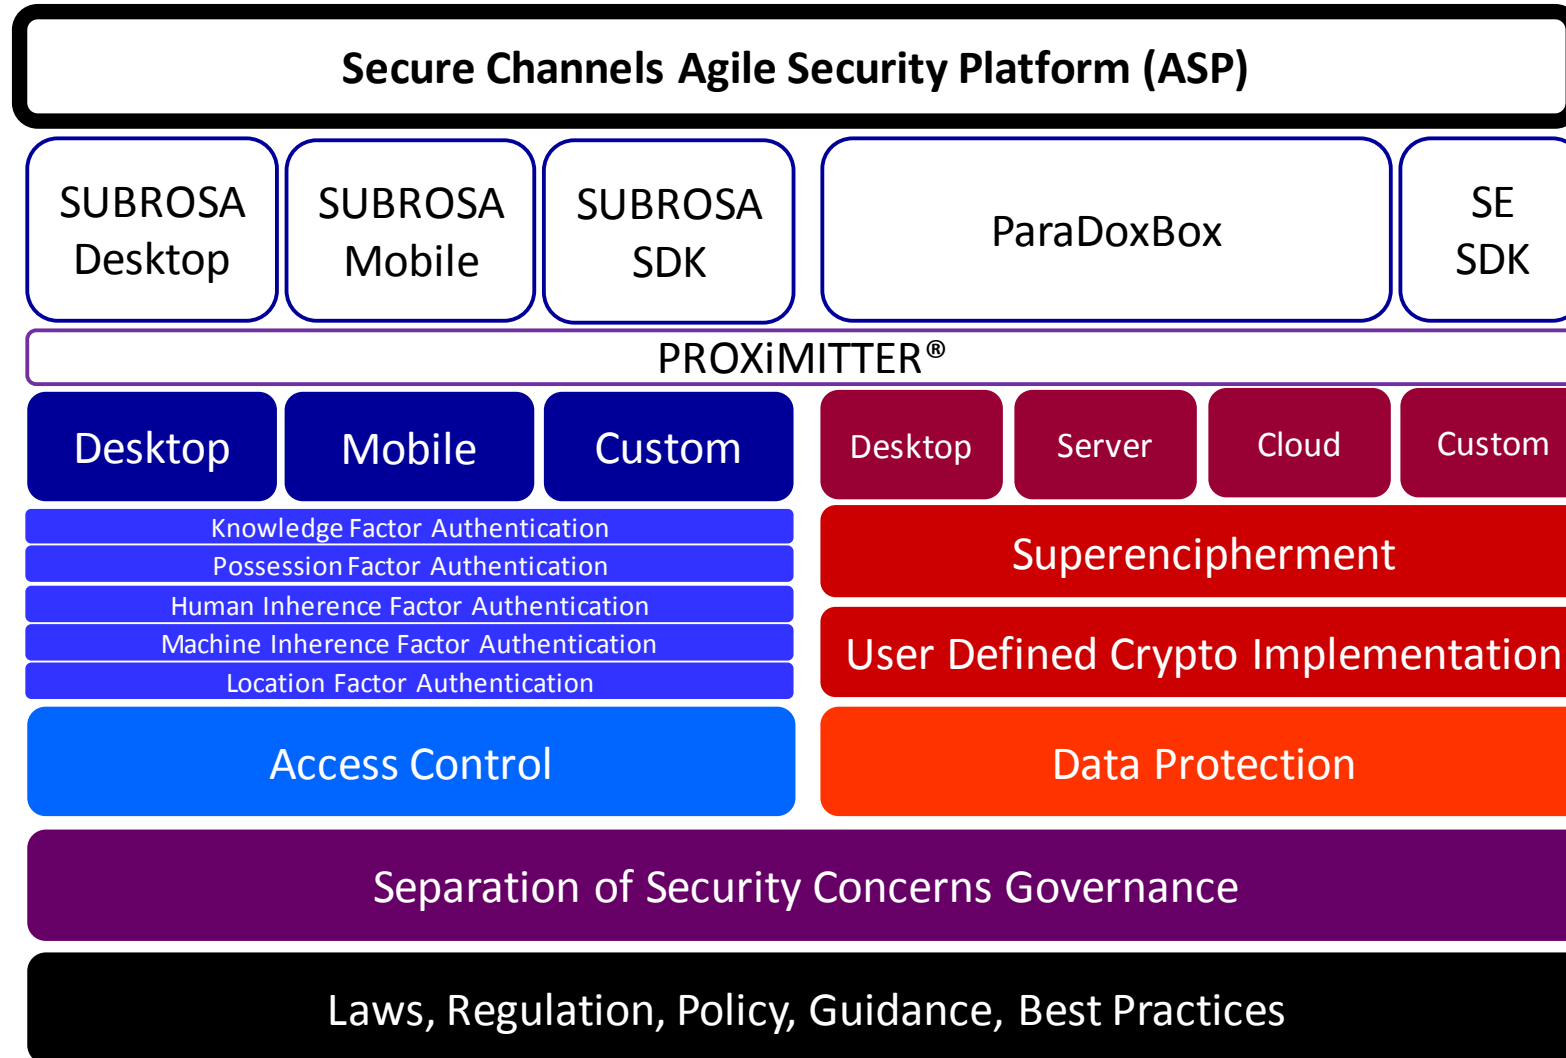 Secure Channels Agile Security Platform (ASP)
SUBROSA
Desktop
SUBROSA
Mobile
SUBROSA
SDK
ParaDoxBox
SE
SDK
PROXiMITTER®
Desktop
Mobile
Custom
Desktop
Server
Cloud
Custom
Knowledge Factor Authentication
Possession Factor Authentication
Human Inherence Factor Authentication
Machine Inherence Factor Authentication
Location Factor Authentication
Superencipherment
User Defined Crypto Implementation
Access Control
Data Protection
Separation of Security Concerns Governance
Laws, Regulation, Policy, Guidance, Best Practices